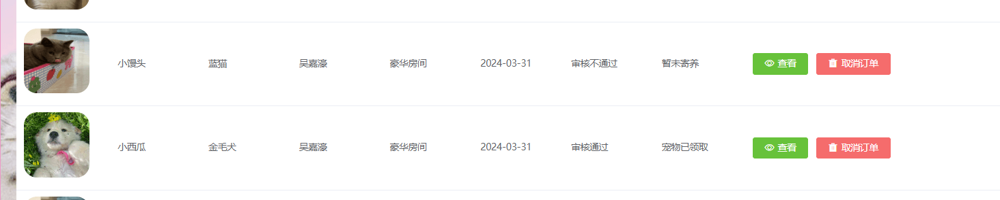 小馒头 蓝猫 吴嘉濠 豪华房间 2024-03-31 审核不通过 暂未寄养 查看 取消订单
小西瓜 金毛犬 吴嘉濠 豪华房间 2024-03-31 审核通过 宠物已领取 查看 取消订单